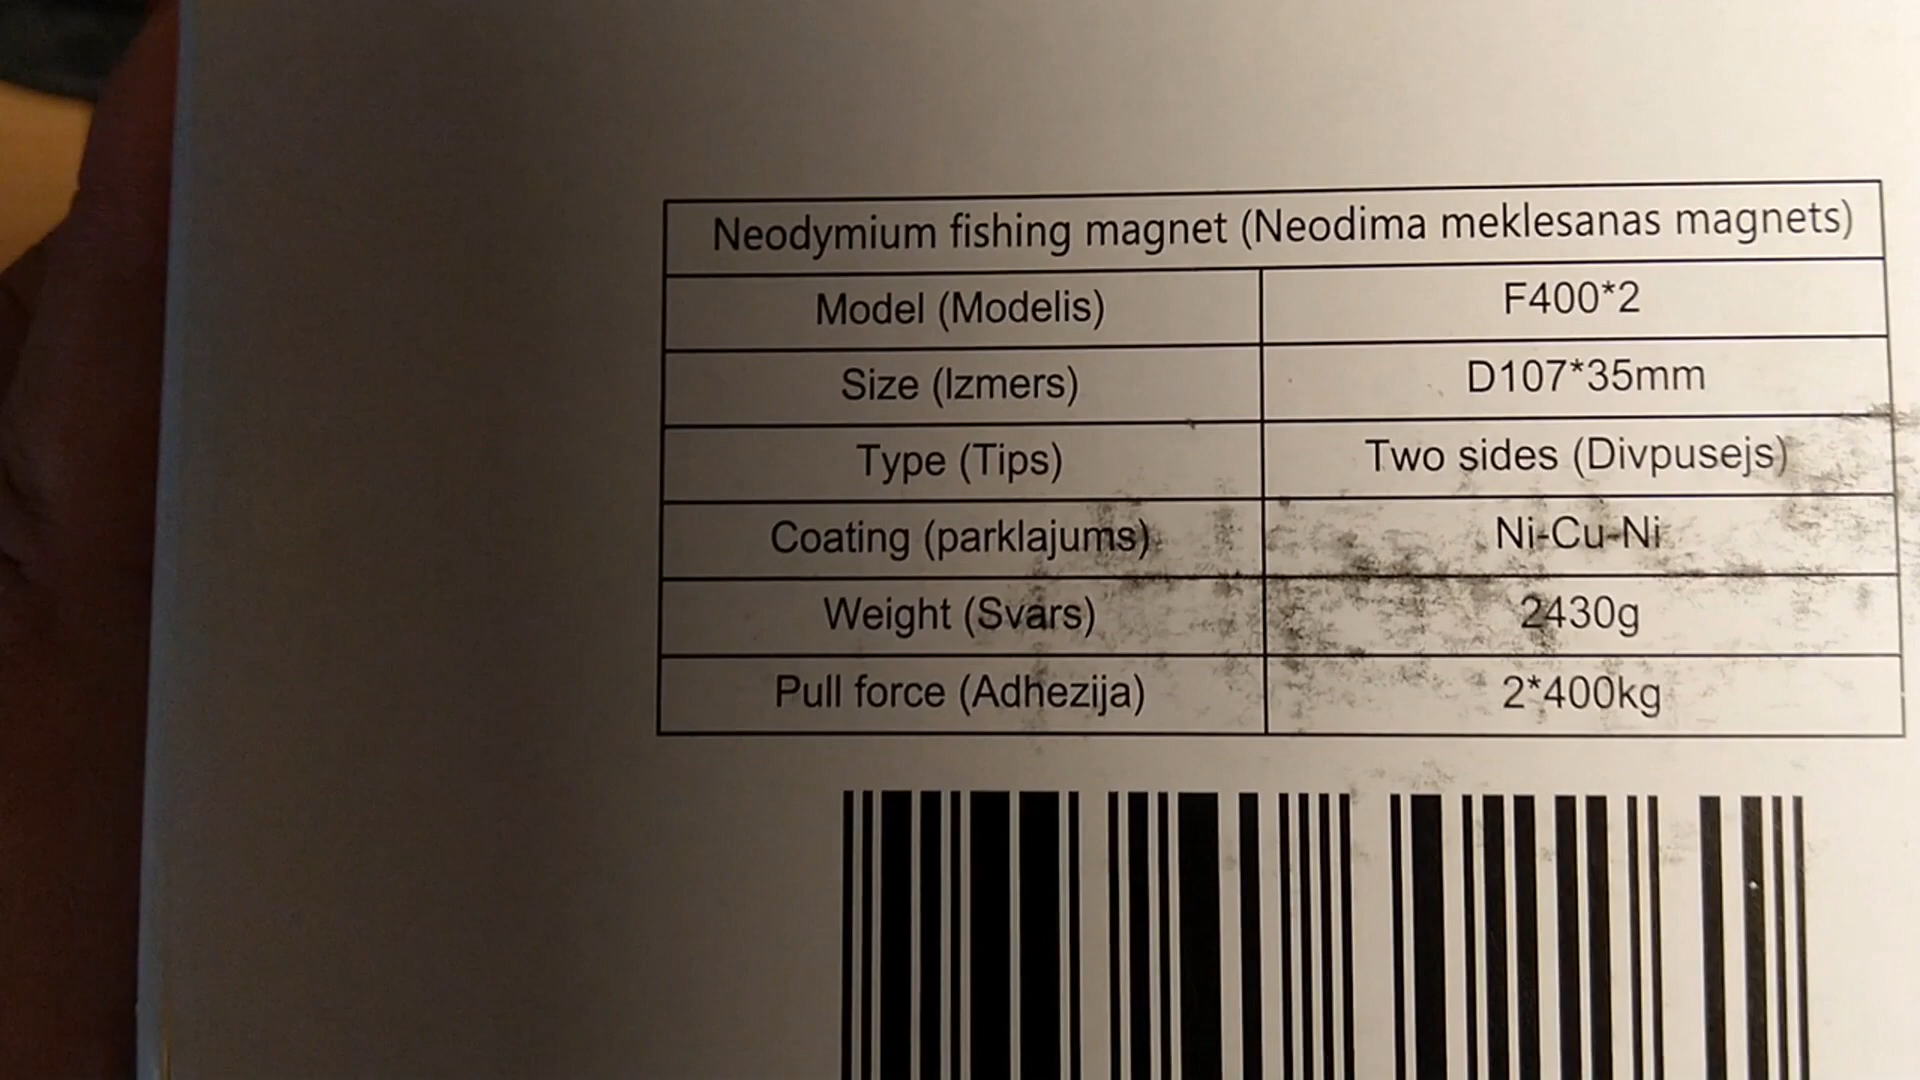 Neodymium fishing magnet (Neodima meklesanas magnets)
Model (Modelis) F400*2
Size (Izmers) D107*35mm
Type (Tips) Two sides (Divpusejs)
Coating (parklajums) Ni-Cu-Ni
Weight (Svars) 2430g
Pull force (Adhezija) 2*400kg